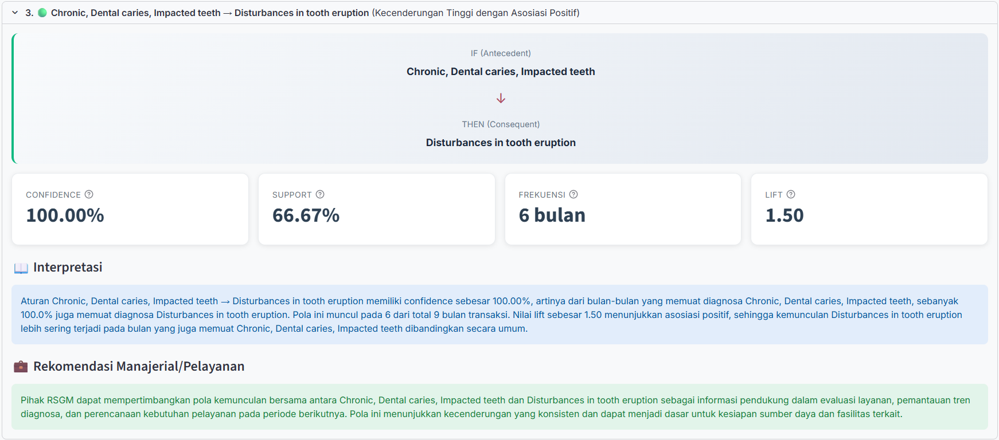 3. Chronic, Dental caries, Impacted teeth → Disturbances in tooth eruption (Kecenderungan Tinggi dengan Asosiasi Positif)
IF (Antecedent)
Chronic, Dental caries, Impacted teeth
↓
THEN (Consequent)
Disturbances in tooth eruption
CONFIDENCE
100.00%
SUPPORT
66.67%
FREKUENSI
6 bulan
LIFT
1.50
Interpretasi
Aturan Chronic, Dental caries, Impacted teeth → Disturbances in tooth eruption memiliki confidence sebesar 100.00%, artinya dari bulan-bulan yang memuat diagnosa Chronic, Dental caries, Impacted teeth, sebanyak
100.0% juga memuat diagnosa Disturbances in tooth eruption. Pola ini muncul pada 6 dari total 9 bulan transaksi. Nilai lift sebesar 1.50 menunjukkan asosiasi positif, sehingga kemunculan Disturbances in tooth eruption
lebih sering terjadi pada bulan yang juga memuat Chronic, Dental caries, Impacted teeth dibandingkan secara umum.
Rekomendasi Manajerial/Pelayanan
Pihak RSGM dapat mempertimbangkan pola kemunculan bersama antara Chronic, Dental caries, Impacted teeth dan Disturbances in tooth eruption sebagai informasi pendukung dalam evaluasi layanan, pemantauan tren
diagnosa, dan perencanaan kebutuhan pelayanan pada periode berikutnya. Pola ini menunjukkan kecenderungan yang konsisten dan dapat menjadi dasar untuk kesiapan sumber daya dan fasilitas terkait.